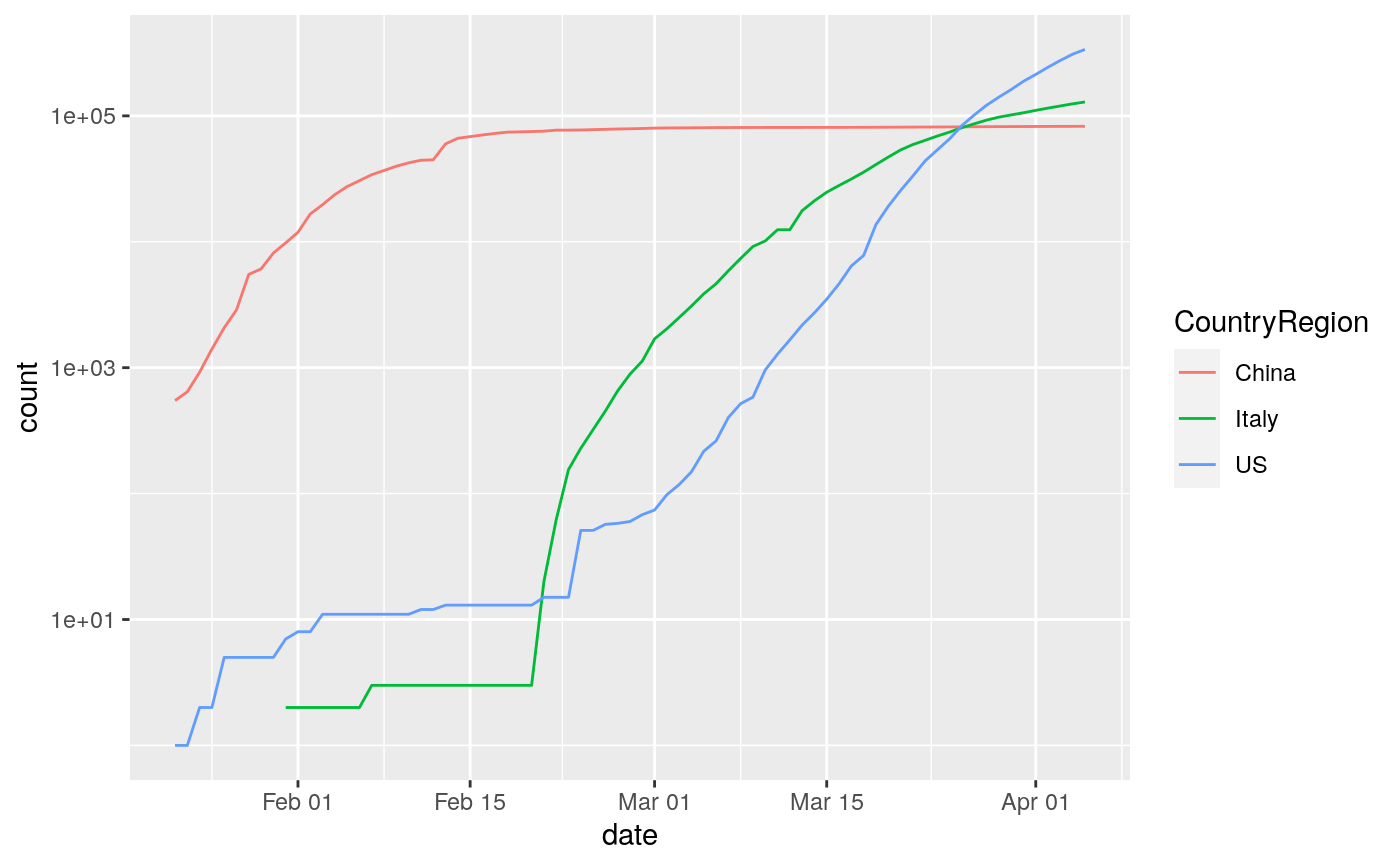 1e+05
1e+03
1e+01
count
Feb 01
Feb 15
Mar 01
Mar 15
Apr 01
date
CountryRegion
China
Italy
US